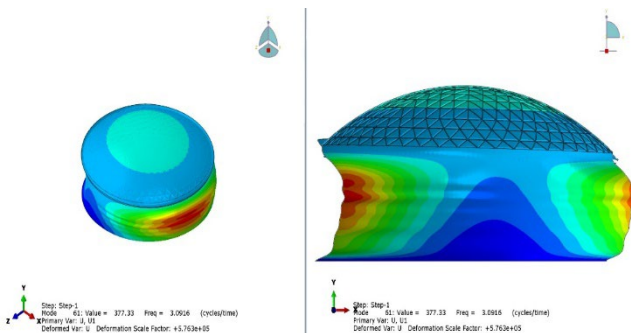 Y
Z
X
Step: Step-1
Mode 61: Value = 377.33 Freq = 3.0916 (cycles/time)
Primary Var: U, U1
Deformed Var: U Deformation Scale Factor: +5.763e+05
Y
X
Step: Step-1
Mode 61: Value = 377.33 Freq = 3.0916 (cycles/time)
Primary Var: U, U1
Deformed Var: U Deformation Scale Factor: +5.763e+05